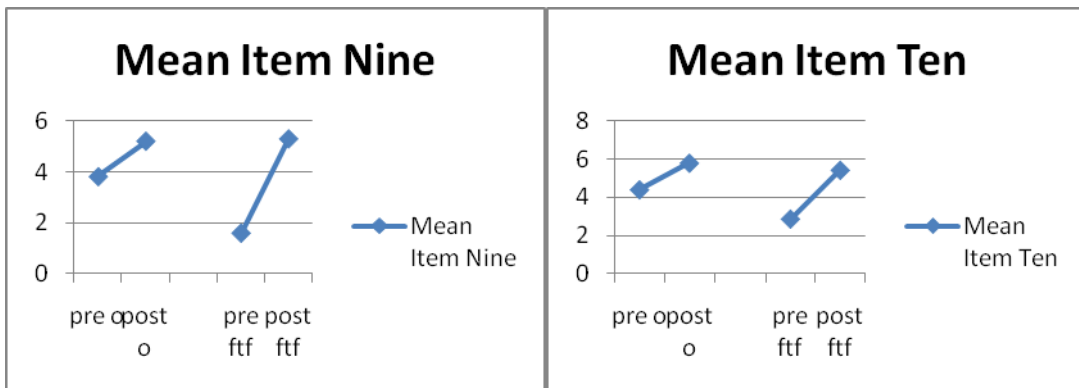 Mean Item Nine
6
4
2
0
pre o
post
o
pre
ftf
post
ftf
Mean
Item Nine
Mean Item Ten
8
6
4
2
0
pre o
post
o
pre
ftf
post
ftf
Mean
Item Ten